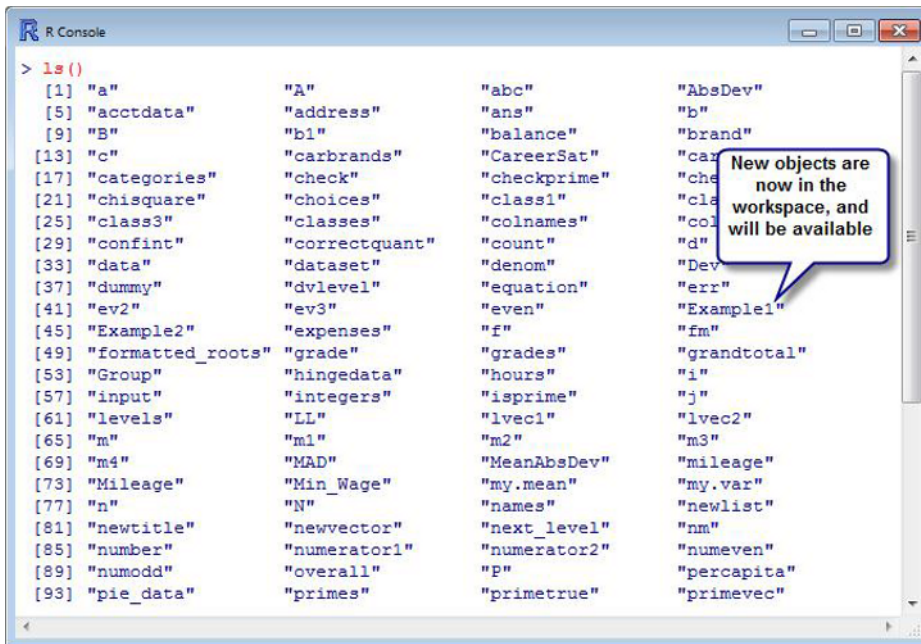 R Console
> ls()
[1] "a" "A" "abc" "AbsDev"
[5] "acctdata" "address" "ans" "b"
[9] "B" "b1" "balance" "brand"
[13] "c" "carbrands" "CareerSat" "car
[17] "categories" "check" "checkprime" "che
[21] "chisquare" "choices" "class1" "cla
[25] "class3" "classes" "colnames" "col
[29] "confint" "correctquant" "count" "d"
[33] "data" "dataset" "denom" "Dev"
[37] "dummy" "dvlevel" "equation" "err"
[41] "ev2" "ev3" "even" "Example1"
[45] "Example2" "expenses" "f" "fm"
[49] "formatted_roots" "grade" "grades" "grandtotal"
[53] "Group" "hingedata" "hours" "i"
[57] "input" "integers" "isprime" "j"
[61] "levels" "LL" "lvec1" "lvec2"
[65] "m" "m1" "m2" "m3"
[69] "m4" "MAD" "MeanAbsDev" "mileage"
[73] "Mileage" "Min_Wage" "my.mean" "my.var"
[77] "n" "N" "names" "newlist"
[81] "newtitle" "newvector" "next_level" "nm"
[85] "number" "numerator1" "numerator2" "numeven"
[89] "numodd" "overall" "P" "percapita"
[93] "pie_data" "primes" "primetrue" "primevec"
New objects are
now in the
workspace, and
will be available